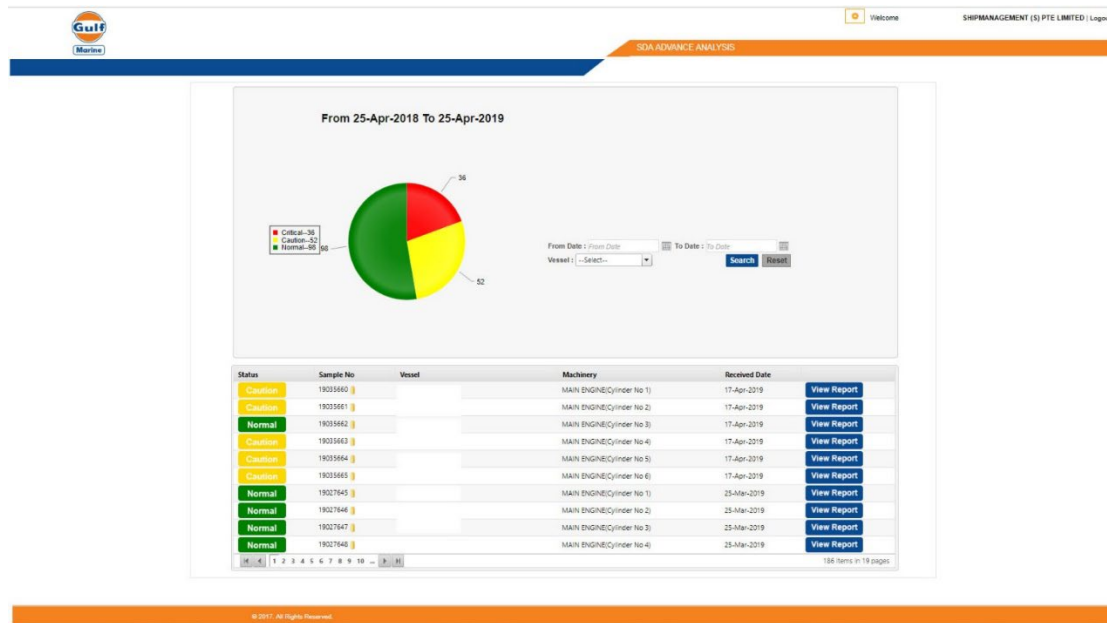 Gulf
Marine
Welcome
SHIPMANAGEMENT (S) PTE LIMITED | Logou
SDA ADVANCE ANALYSIS
From 25-Apr-2018 To 25-Apr-2019
36
Critical--36
Caution--52
Normal--98
98
52
From Date : From Date To Date : To Date
Vessel : --Select-- Search Reset
Status Sample No Vessel Machinery Received Date
Caution 19035660 MAIN ENGINE(Cylinder No 1) 17-Apr-2019 View Report
Caution 19035661 MAIN ENGINE(Cylinder No 2) 17-Apr-2019 View Report
Normal 19035662 MAIN ENGINE(Cylinder No 3) 17-Apr-2019 View Report
Caution 19035663 MAIN ENGINE(Cylinder No 4) 17-Apr-2019 View Report
Caution 19035664 MAIN ENGINE(Cylinder No 5) 17-Apr-2019 View Report
Caution 19035665 MAIN ENGINE(Cylinder No 6) 17-Apr-2019 View Report
Normal 19027645 MAIN ENGINE(Cylinder No 1) 25-Mar-2019 View Report
Normal 19027646 MAIN ENGINE(Cylinder No 2) 25-Mar-2019 View Report
Normal 19027647 MAIN ENGINE(Cylinder No 3) 25-Mar-2019 View Report
Normal 19027648 MAIN ENGINE(Cylinder No 4) 25-Mar-2019 View Report
1 2 3 4 5 6 7 8 9 10 ... 186 items in 19 pages
© 2017. All Rights Reserved.